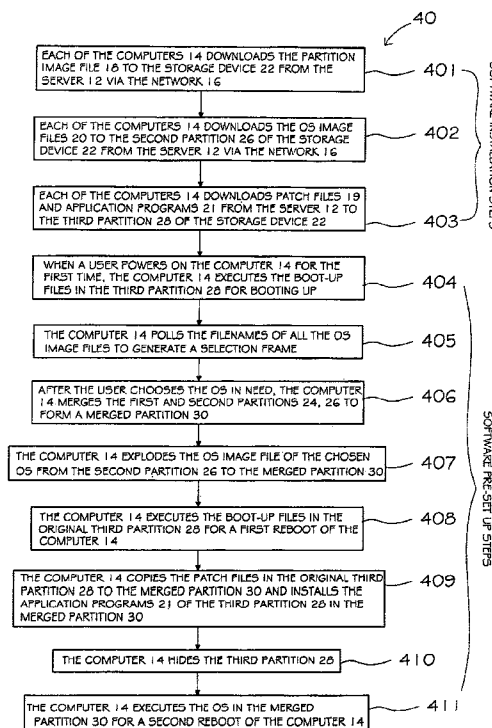 40
EACH OF THE COMPUTERS 14 DOWNLOADS THE PARTITION
IMAGE FILE 18 TO THE STORAGE DEVICE 22 FROM THE
SERVER 12 VIA THE NETWORK 16
401
EACH OF THE COMPUTERS 14 DOWNLOADS THE OS IMAGE
FILES 20 TO THE SECOND PARTITION 26 OF THE STORAGE
DEVICE 22 FROM THE SERVER 12 VIA THE NETWORK 16
402
EACH OF THE COMPUTERS 14 DOWNLOADS PATCH FILES 19
AND APPLICATION PROGRAMS 21 FROM THE SERVER 12 TO
THE THIRD PARTITION 28 OF THE STORAGE DEVICE 22
403
WHEN A USER POWERS ON THE COMPUTER 14 FOR THE
FIRST TIME, THE COMPUTER 14 EXECUTES THE BOOT-UP
FILES IN THE THIRD PARTITION 28 FOR BOOTING UP
404
THE COMPUTER 14 POLLS THE FILENAMES OF ALL THE OS
IMAGE FILES TO GENERATE A SELECTION FRAME
405
AFTER THE USER CHOOSES THE OS IN NEED, THE COMPUTER
14 MERGES THE FIRST AND SECOND PARTITIONS 24, 26 TO
FORM A MERGED PARTITION 30
406
THE COMPUTER 14 EXPLODES THE OS IMAGE FILE OF THE CHOSEN
OS FROM THE SECOND PARTITION 26 TO THE MERGED PARTITION 30
407
THE COMPUTER 14 EXECUTES THE BOOT-UP FILES IN THE
ORIGINAL THIRD PARTITION 28 FOR A FIRST REBOOT OF THE
COMPUTER 14
408
THE COMPUTER 14 COPIES THE PATCH FILES IN THE ORIGINAL THIRD
PARTITION 28 TO THE MERGED PARTITION 30 AND INSTALLS THE
APPLICATION PROGRAMS 21 OF THE THIRD PARTITION 28 IN THE
MERGED PARTITION 30
409
THE COMPUTER 14 HIDES THE THIRD PARTITION 28
410
THE COMPUTER 14 EXECUTES THE OS IN THE MERGED
PARTITION 30 FOR A SECOND REBOOT OF THE COMPUTER 14
411
SOFTWARE PRE-SET UP STEPS